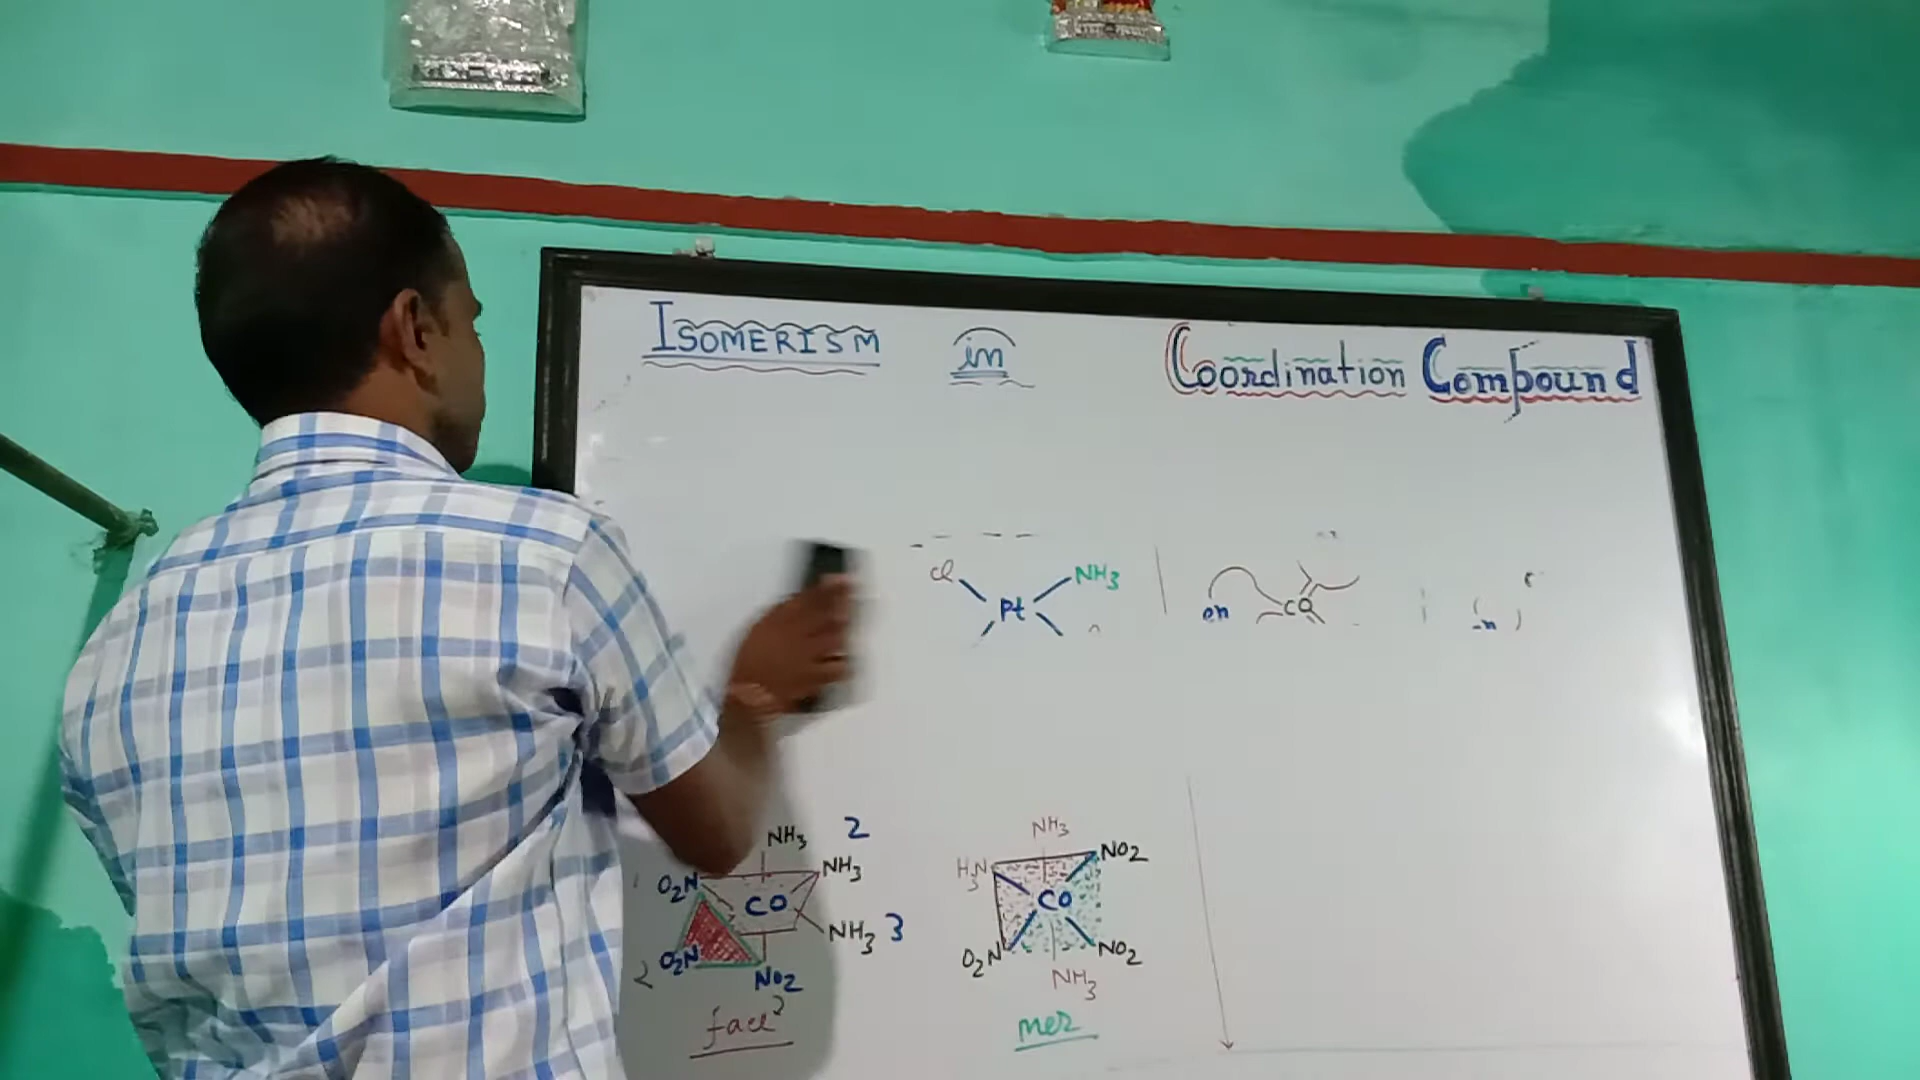 ISOMERISM in Coordination Compound
Cl NH3
Pt
en CO
NH3 2
O2N NH3
CO
NH3 3
O2N
NO2
face
NH3
H3N NO2
CO
O2N NO2
NH3
mer